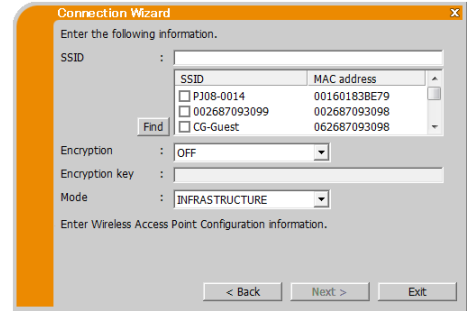 Connection Wizard x
Enter the following information.
SSID :
SSID MAC address
PJ08-0014 00160183BE79
002687093099 002687093098
CG-Guest 062687093098
Find
Encryption : OFF
Encryption key :
Mode : INFRASTRUCTURE
Enter Wireless Access Point Configuration information.
< Back Next > Exit